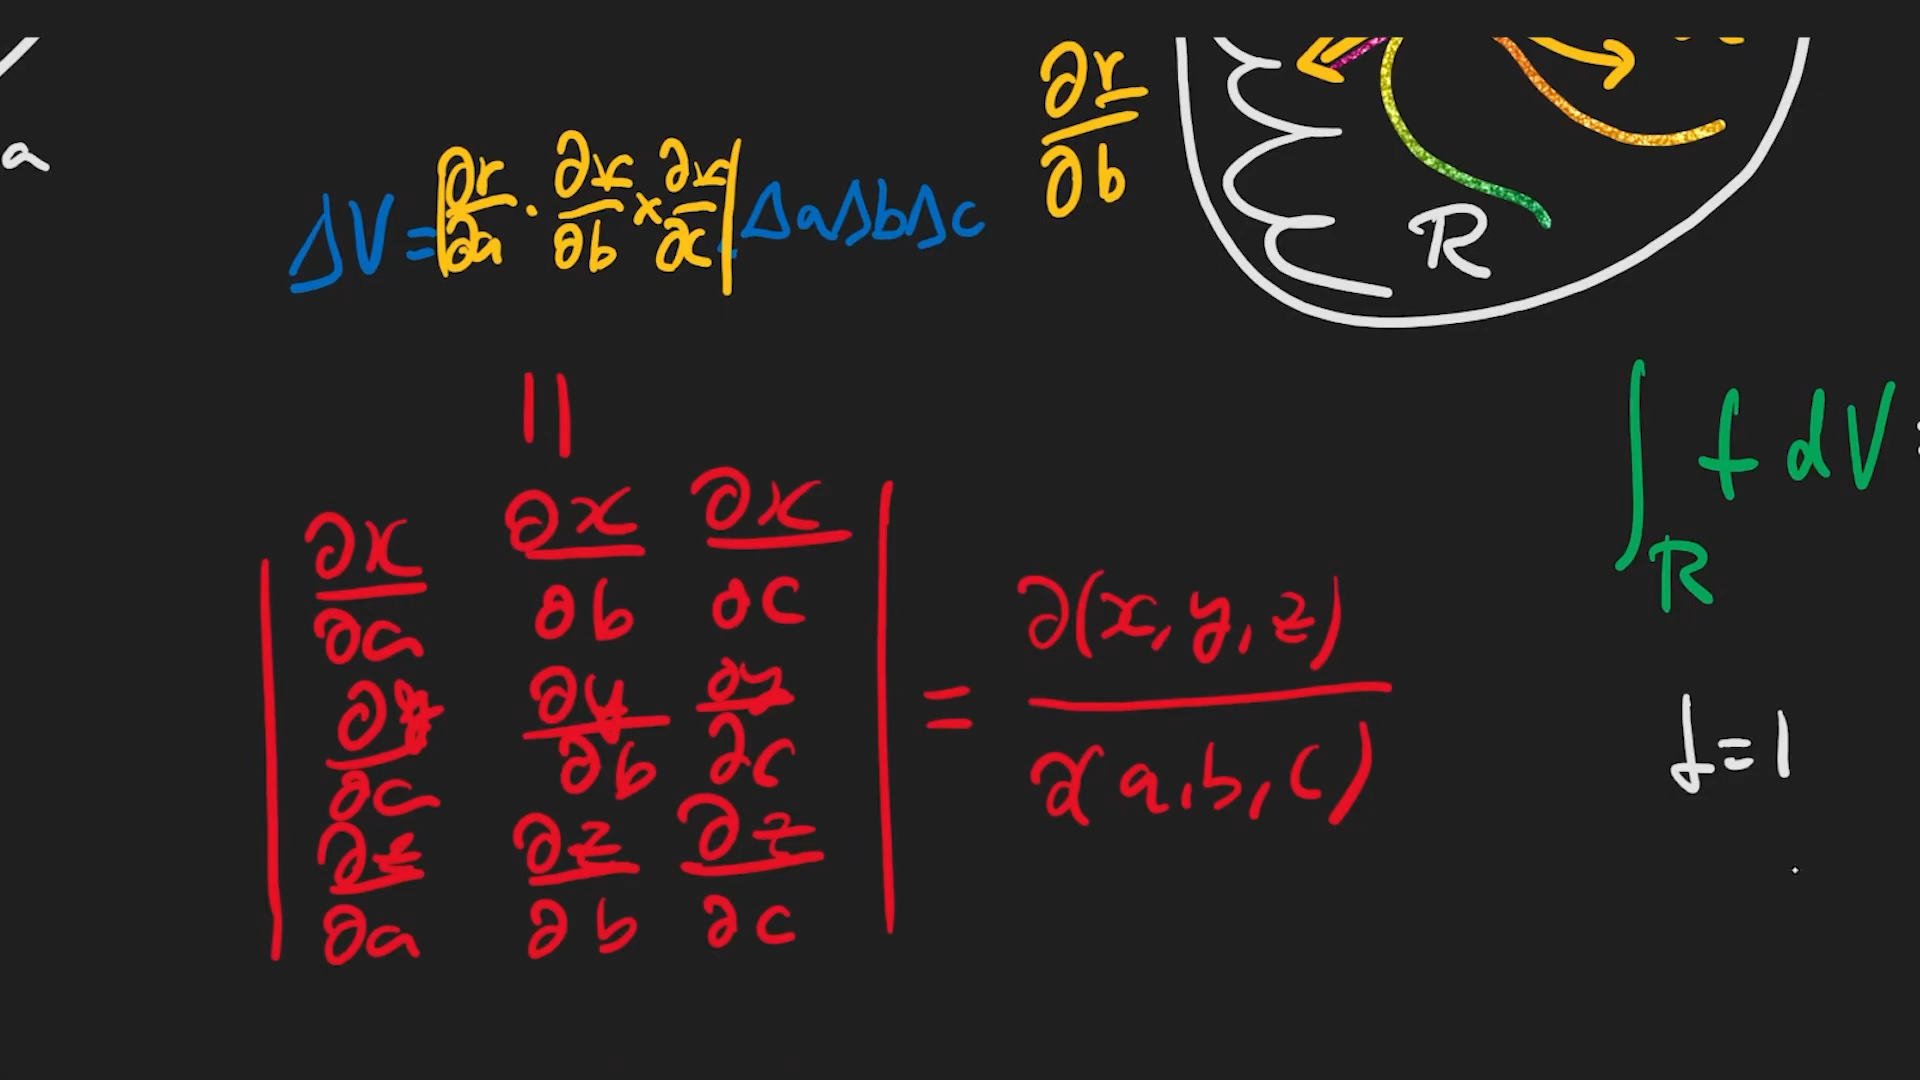 a
ΔV = |∂r/∂a · ∂r/∂b × ∂r/∂c| ΔaΔbΔc
∂r/∂b
R
||
|∂x/∂a ∂x/∂b ∂x/∂c|
|∂y/∂a ∂y/∂b ∂y/∂c|
|∂z/∂a ∂z/∂b ∂z/∂c|
= ∂(x,y,z)/∂(a,b,c)
∫_R f dV
f=1